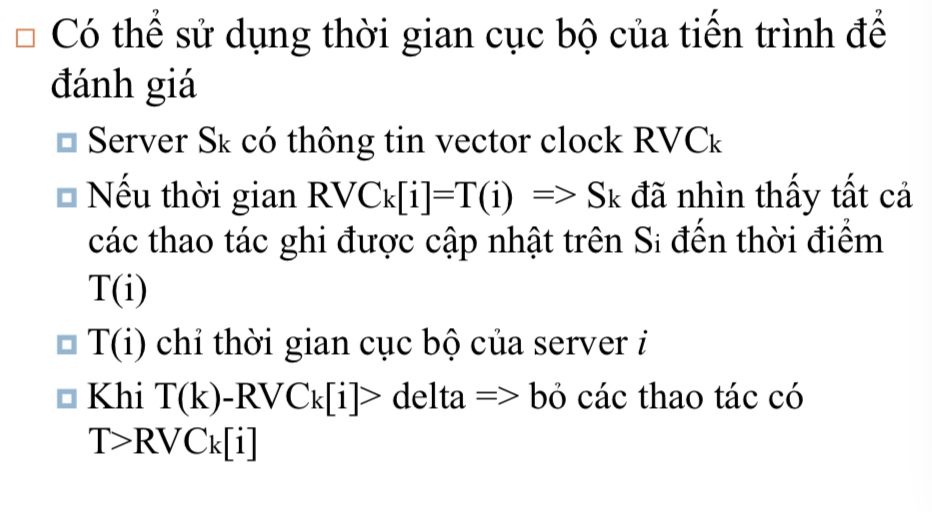 Có thể sử dụng thời gian cục bộ của tiến trình để
đánh giá
Server Sk có thông tin vector clock RVCk
Nếu thời gian RVCk[i]=T(i) => Sk đã nhìn thấy tất cả
các thao tác ghi được cập nhật trên Si đến thời điểm
T(i)
T(i) chỉ thời gian cục bộ của server i
Khi T(k)-RVCk[i]> delta => bỏ các thao tác có
T>RVCk[i]